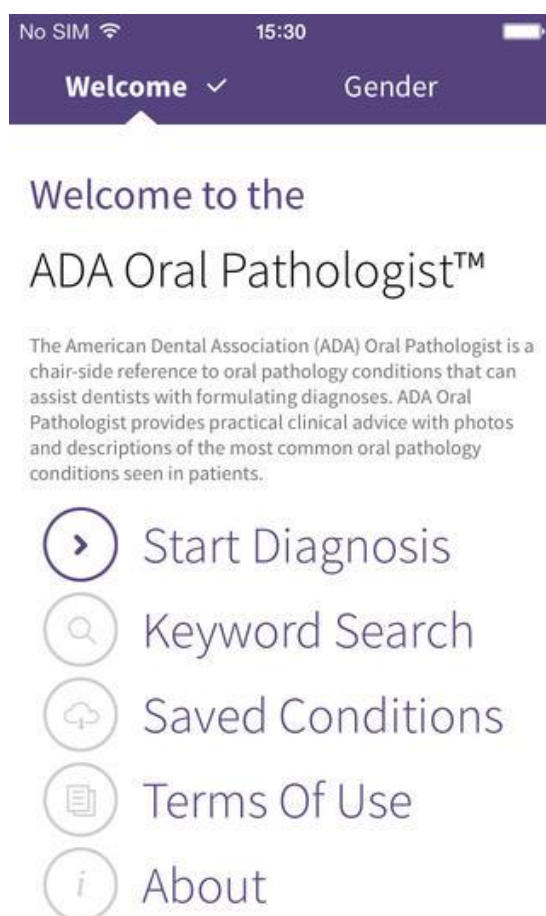 No SIM 15:30
Welcome Gender
Welcome to the
ADA Oral Pathologist™
The American Dental Association (ADA) Oral Pathologist is a
chair-side reference to oral pathology conditions that can
assist dentists with formulating diagnoses. ADA Oral
Pathologist provides practical clinical advice with photos
and descriptions of the most common oral pathology
conditions seen in patients.
Start Diagnosis
Keyword Search
Saved Conditions
Terms Of Use
i About